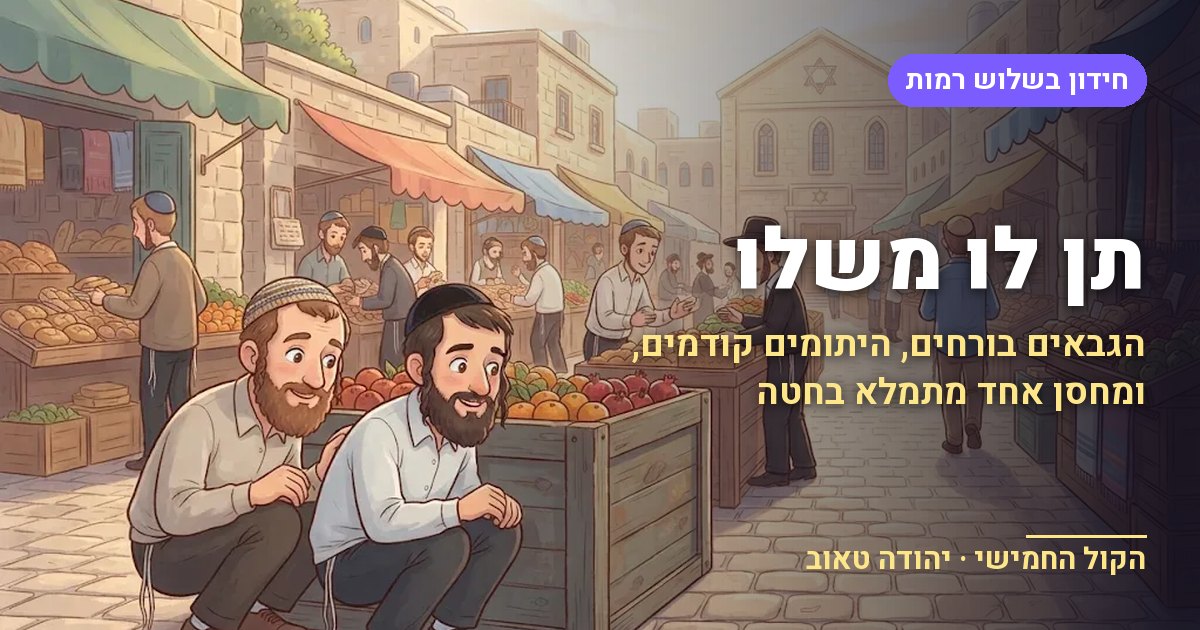 חידון בשלוש רמות
תן לו משלו
הגבאים בורחים, היתומים קודמים,
ומחסן אחד מתמלא בחטה
הקול החמישי · יהודה טאוב